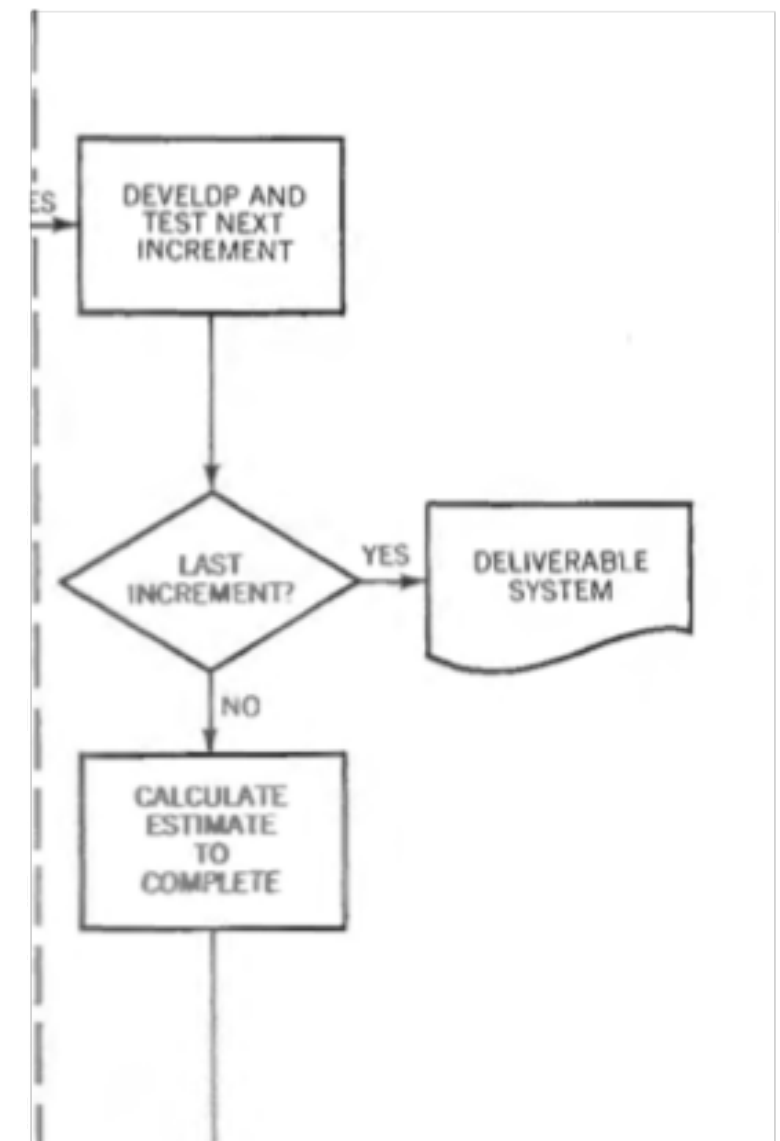 ES
DEVELDP AND
TEST NEXT
INCREMENT
LAST
INCREMENT?
YES
DELIVERABLE
SYSTEM
NO
CALCULATE
ESTIMATE
TO
COMPLETE